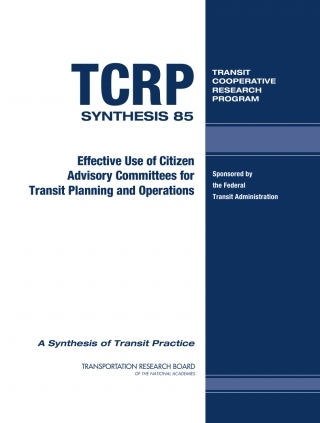 TCRP
SYNTHESIS 85
TRANSIT
COOPERATIVE
RESEARCH
PROGRAM
Effective Use of Citizen
Advisory Committees for
Transit Planning and Operations
Sponsored by
the Federal
Transit Administration
A Synthesis of Transit Practice
TRANSPORTATION RESEARCH BOARD
OF THE NATIONAL ACADEMIES